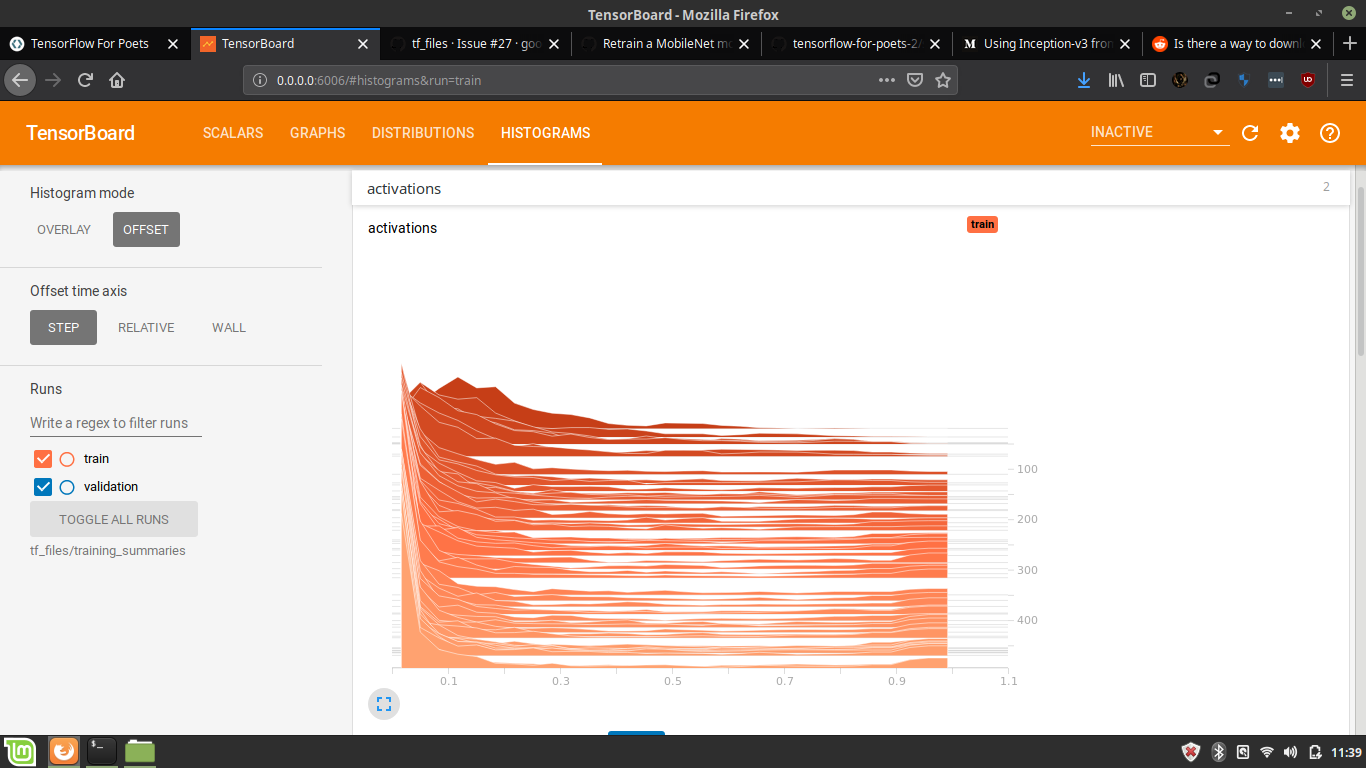 TensorBoard - Mozilla Firefox
TensorFlow For Poets
TensorBoard
tf_files · Issue #27 · goo
Retrain a MobileNet mo
tensorflow-for-poets-2/
Using Inception-v3 from
Is there a way to downl
0.0.0.0:6006/#histograms&run=train
TensorBoard
SCALARS
GRAPHS
DISTRIBUTIONS
HISTOGRAMS
INACTIVE
Histogram mode
OVERLAY
OFFSET
Offset time axis
STEP
RELATIVE
WALL
Runs
Write a regex to filter runs
train
validation
TOGGLE ALL RUNS
tf_files/training_summaries
activations
2
activations
train
100
200
300
400
0.1
0.3
0.5
0.7
0.9
1.1
11:39